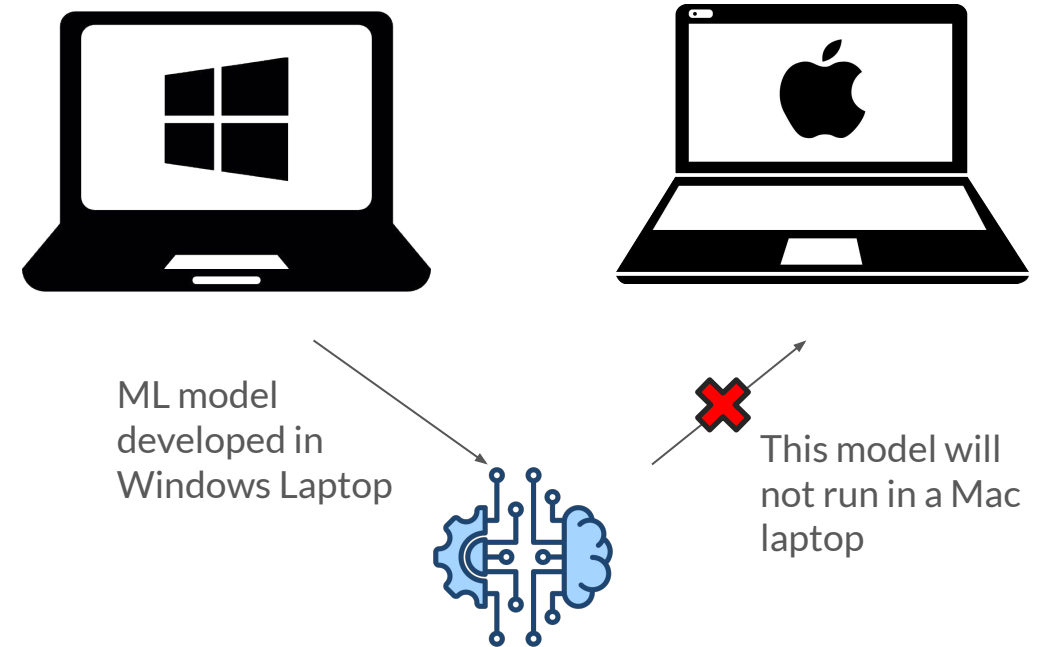 ML model
developed in
Windows Laptop
This model will
not run in a Mac
laptop